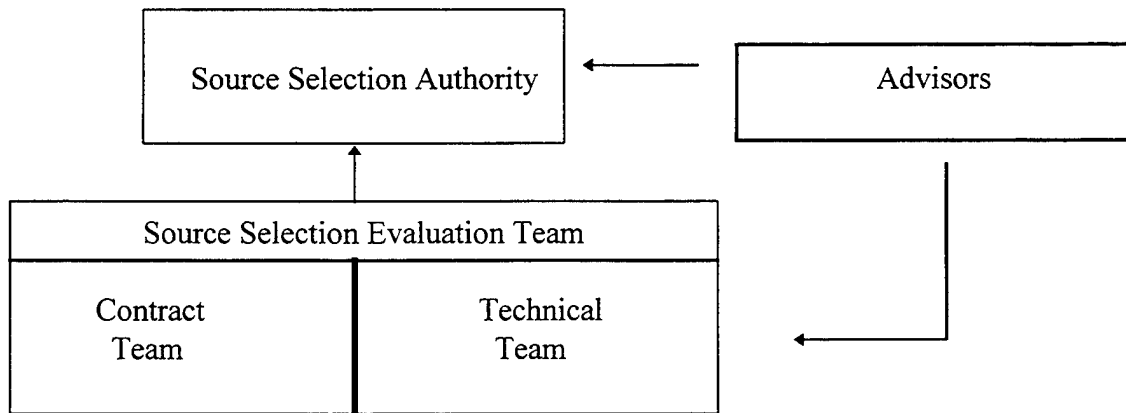 Source Selection Authority
Advisors
Source Selection Evaluation Team
Contract
Team
Technical
Team